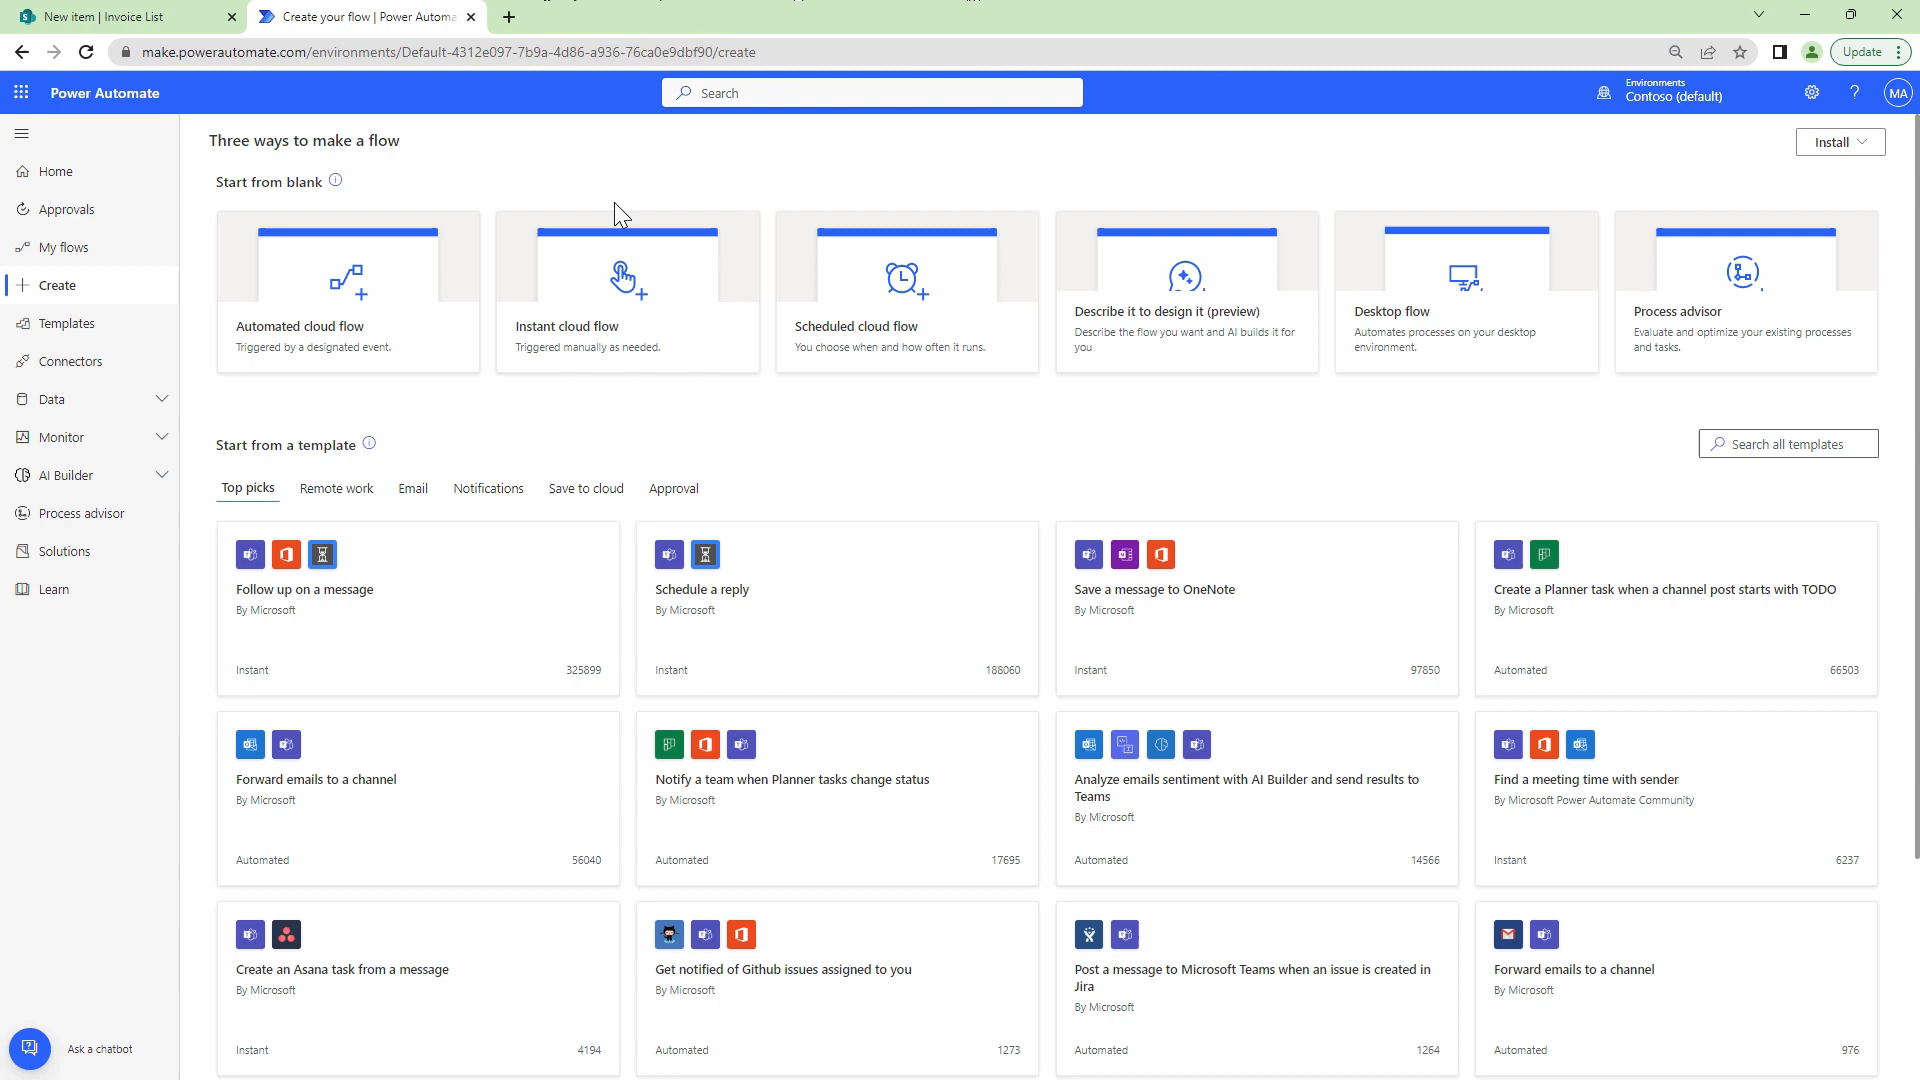 New item | Invoice List
Create your flow | Power Automa
make.powerautomate.com/environments/Default-4312e097-7b9a-4d86-a936-76ca0e9dbf90/create
Update
Power Automate
Search
Environments
Contoso (default)
MA
Home
Approvals
My flows
Create
Templates
Connectors
Data
Monitor
AI Builder
Process advisor
Solutions
Learn
Ask a chatbot
Three ways to make a flow
Install
Start from blank
Automated cloud flow
Triggered by a designated event.
Instant cloud flow
Triggered manually as needed.
Scheduled cloud flow
You choose when and how often it runs.
Describe it to design it (preview)
Describe the flow you want and AI builds it for
you
Desktop flow
Automates processes on your desktop
environment.
Process advisor
Evaluate and optimize your existing processes
and tasks.
Start from a template
Search all templates
Top picks
Remote work
Email
Notifications
Save to cloud
Approval
Follow up on a message
By Microsoft
Instant
325899
Schedule a reply
By Microsoft
Instant
188060
Save a message to OneNote
By Microsoft
Instant
97850
Create a Planner task when a channel post starts with TODO
By Microsoft
Automated
66503
Forward emails to a channel
By Microsoft
Automated
56040
Notify a team when Planner tasks change status
By Microsoft
Automated
17695
Analyze emails sentiment with AI Builder and send results to
Teams
By Microsoft
Automated
14566
Find a meeting time with sender
By Microsoft Power Automate Community
Instant
6237
Create an Asana task from a message
By Microsoft
Instant
4194
Get notified of Github issues assigned to you
By Microsoft
Automated
1273
Post a message to Microsoft Teams when an issue is created in
Jira
By Microsoft
Automated
1264
Forward emails to a channel
By Microsoft
Automated
976